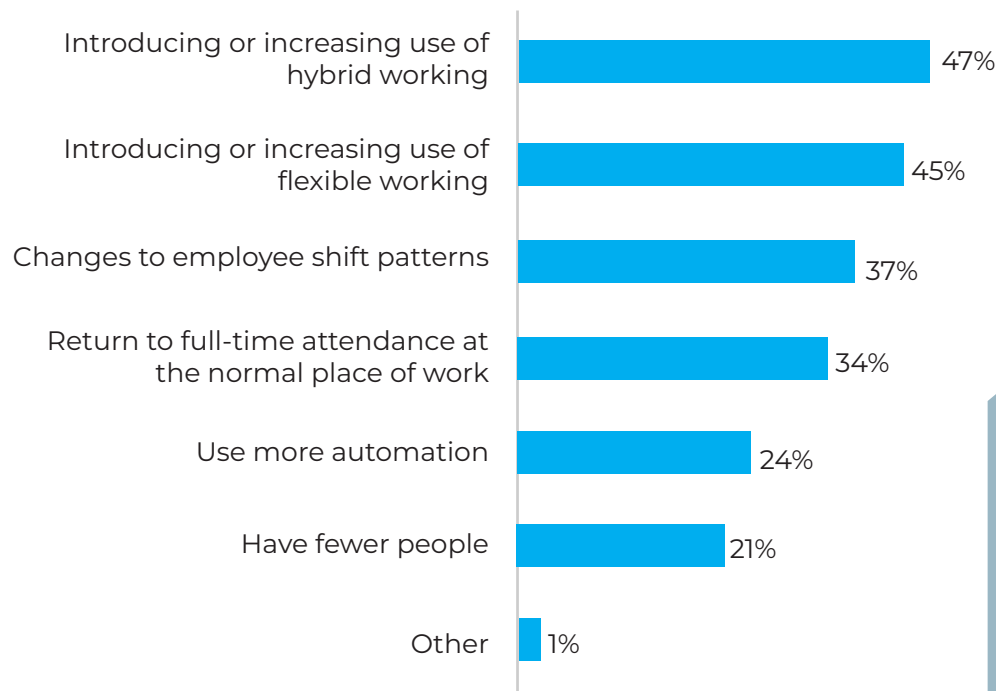 Introducing or increasing use of
hybrid working
47%
Introducing or increasing use of
flexible working
45%
Changes to employee shift patterns
37%
Return to full-time attendance at
the normal place of work
34%
Use more automation
24%
Have fewer people
21%
Other
1%